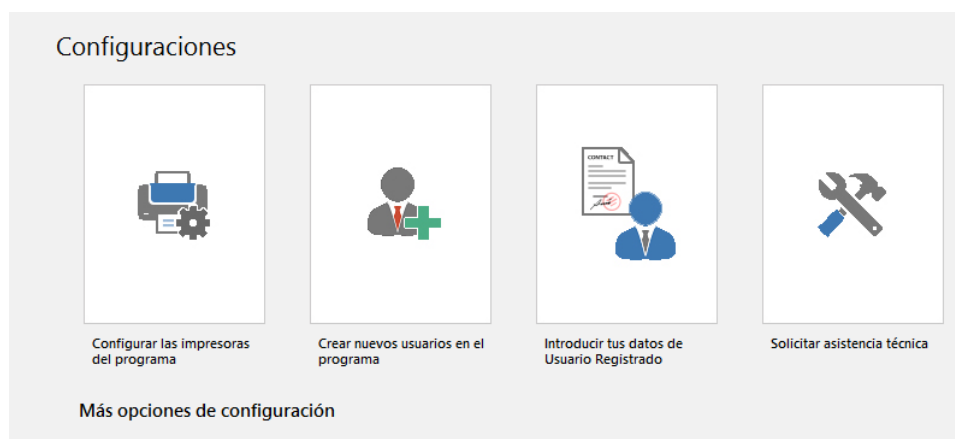 Configuraciones
CONTACT
Configurar las impresoras
del programa
Crear nuevos usuarios en el
programa
Introducir tus datos de
Usuario Registrado
Solicitar asistencia técnica
Más opciones de configuración